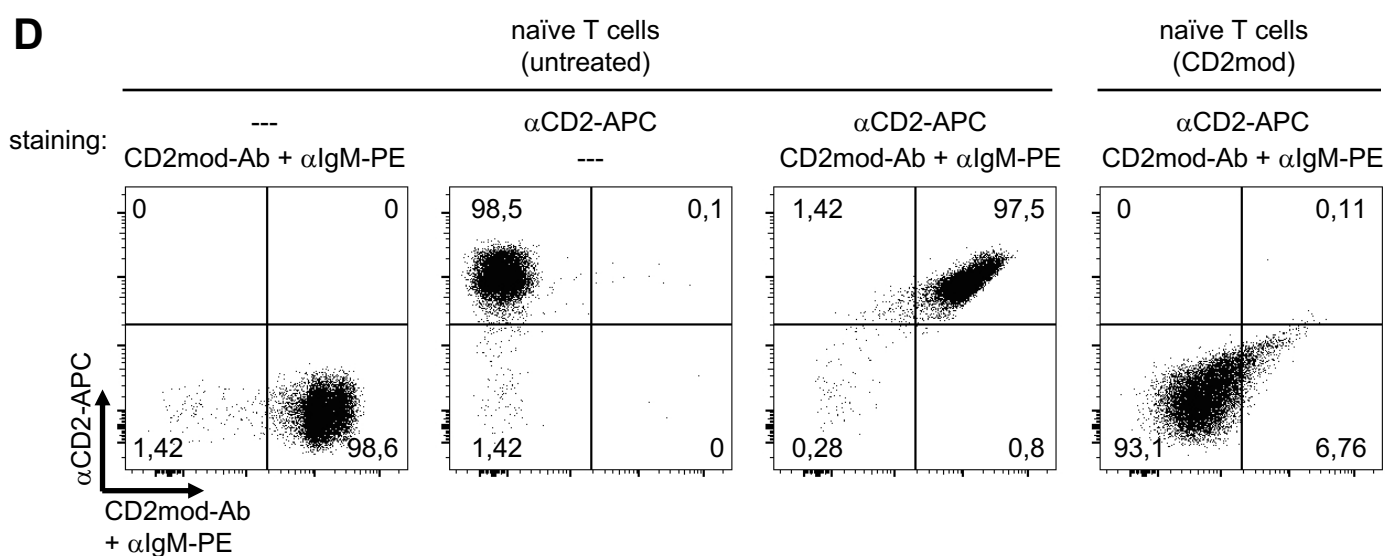 D
naïve T cells
(untreated)
naïve T cells
(CD2mod)
staining:
---
CD2mod-Ab + αIgM-PE
αCD2-APC
---
αCD2-APC
CD2mod-Ab + αIgM-PE
αCD2-APC
CD2mod-Ab + αIgM-PE
0
0
1,42
98,6
98,5
0,1
1,42
0
1,42
97,5
0,28
0,8
0
0,11
93,1
6,76
αCD2-APC
CD2mod-Ab
+ αIgM-PE